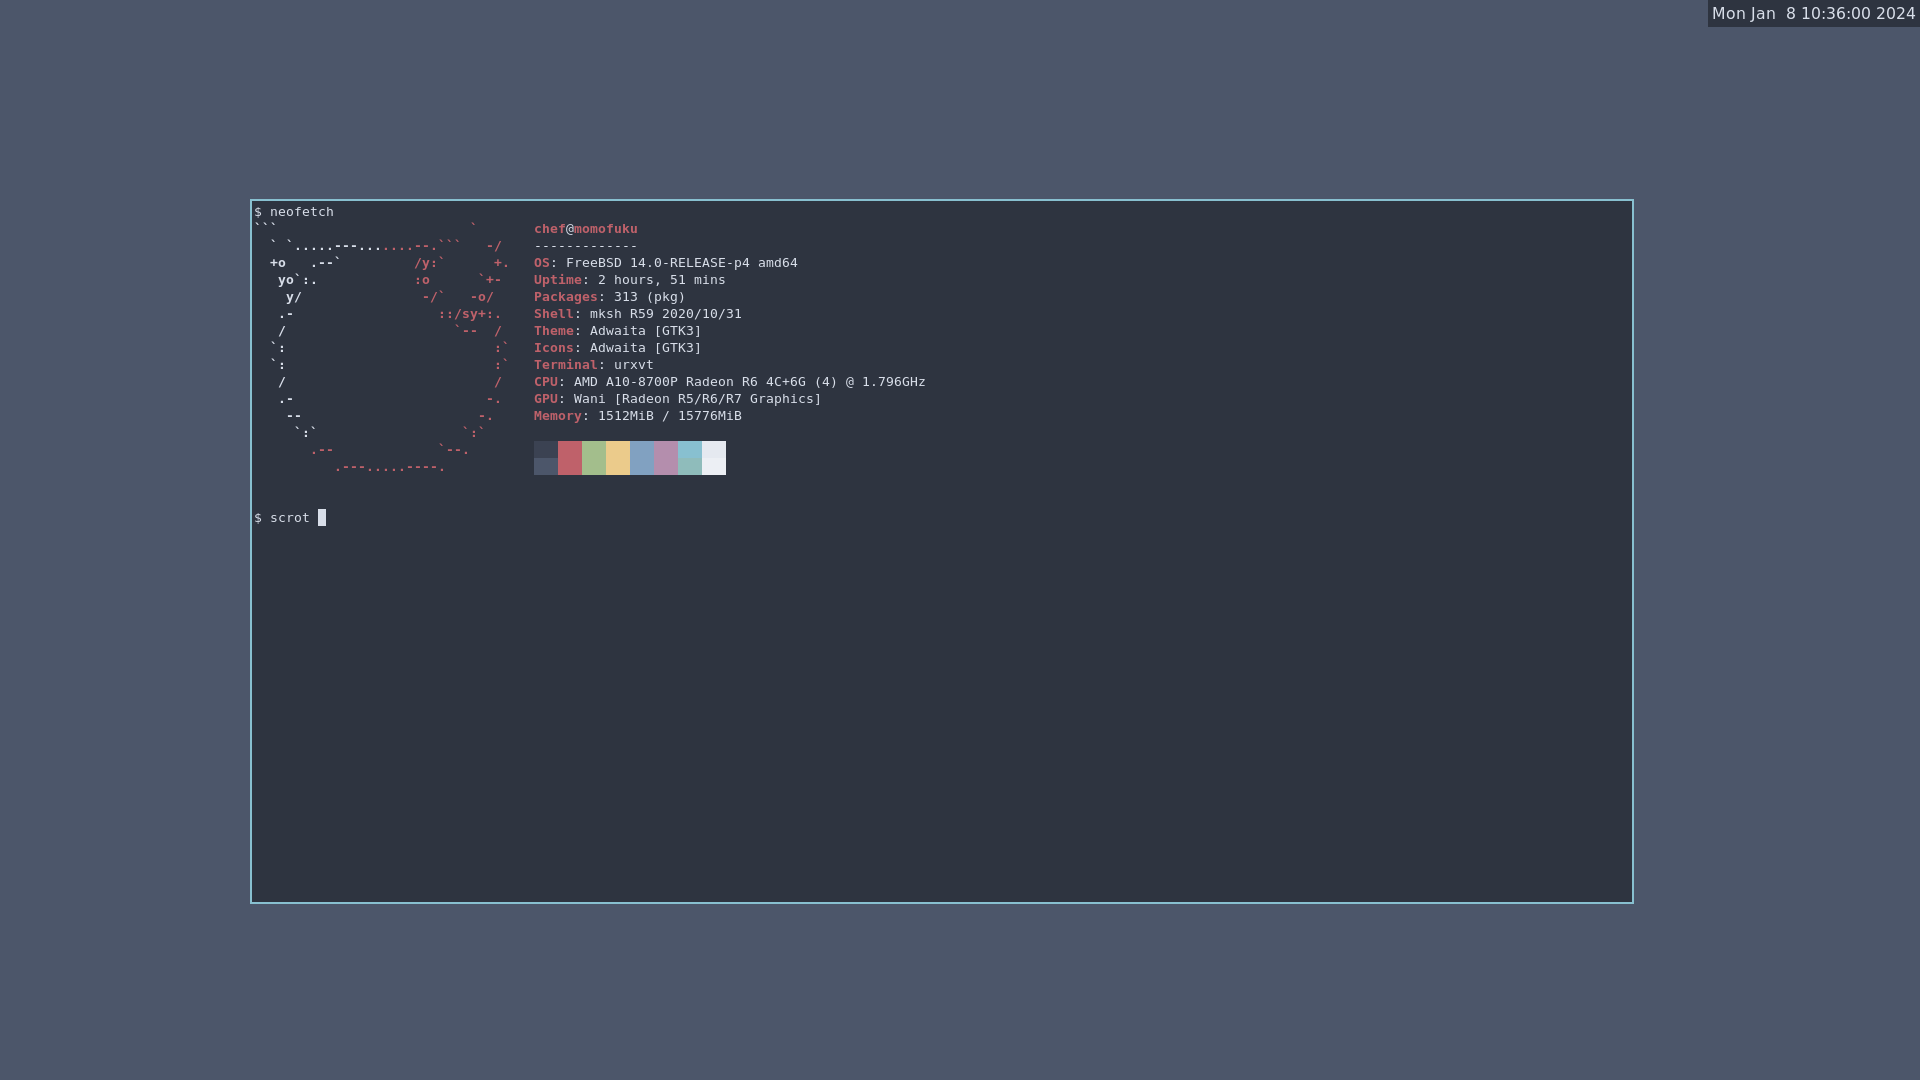 Mon Jan  8 10:36:00 2024
$ neofetch
```                        `      chef@momofuku
  ` `.....---.......--.```   -/    -------------
  +o   .--`         /y:`      +.   OS: FreeBSD 14.0-RELEASE-p4 amd64
   yo`:.            :o      `+-    Uptime: 2 hours, 51 mins
    y/               -/`   -o/     Packages: 313 (pkg)
   .-                  ::/sy+:.    Shell: mksh R59 2020/10/31
   /                     `--  /    Theme: Adwaita [GTK3]
  `:                          :`   Icons: Adwaita [GTK3]
  `:                          :`   Terminal: urxvt
   /                          /    CPU: AMD A10-8700P Radeon R6 4C+6G (4) @ 1.796GHz
   .-                        -.    GPU: Wani [Radeon R5/R6/R7 Graphics]
    --                      -.     Memory: 1512MiB / 15776MiB
     `:`                  `:`
       .--             `--.
          .---.....----.
$ scrot